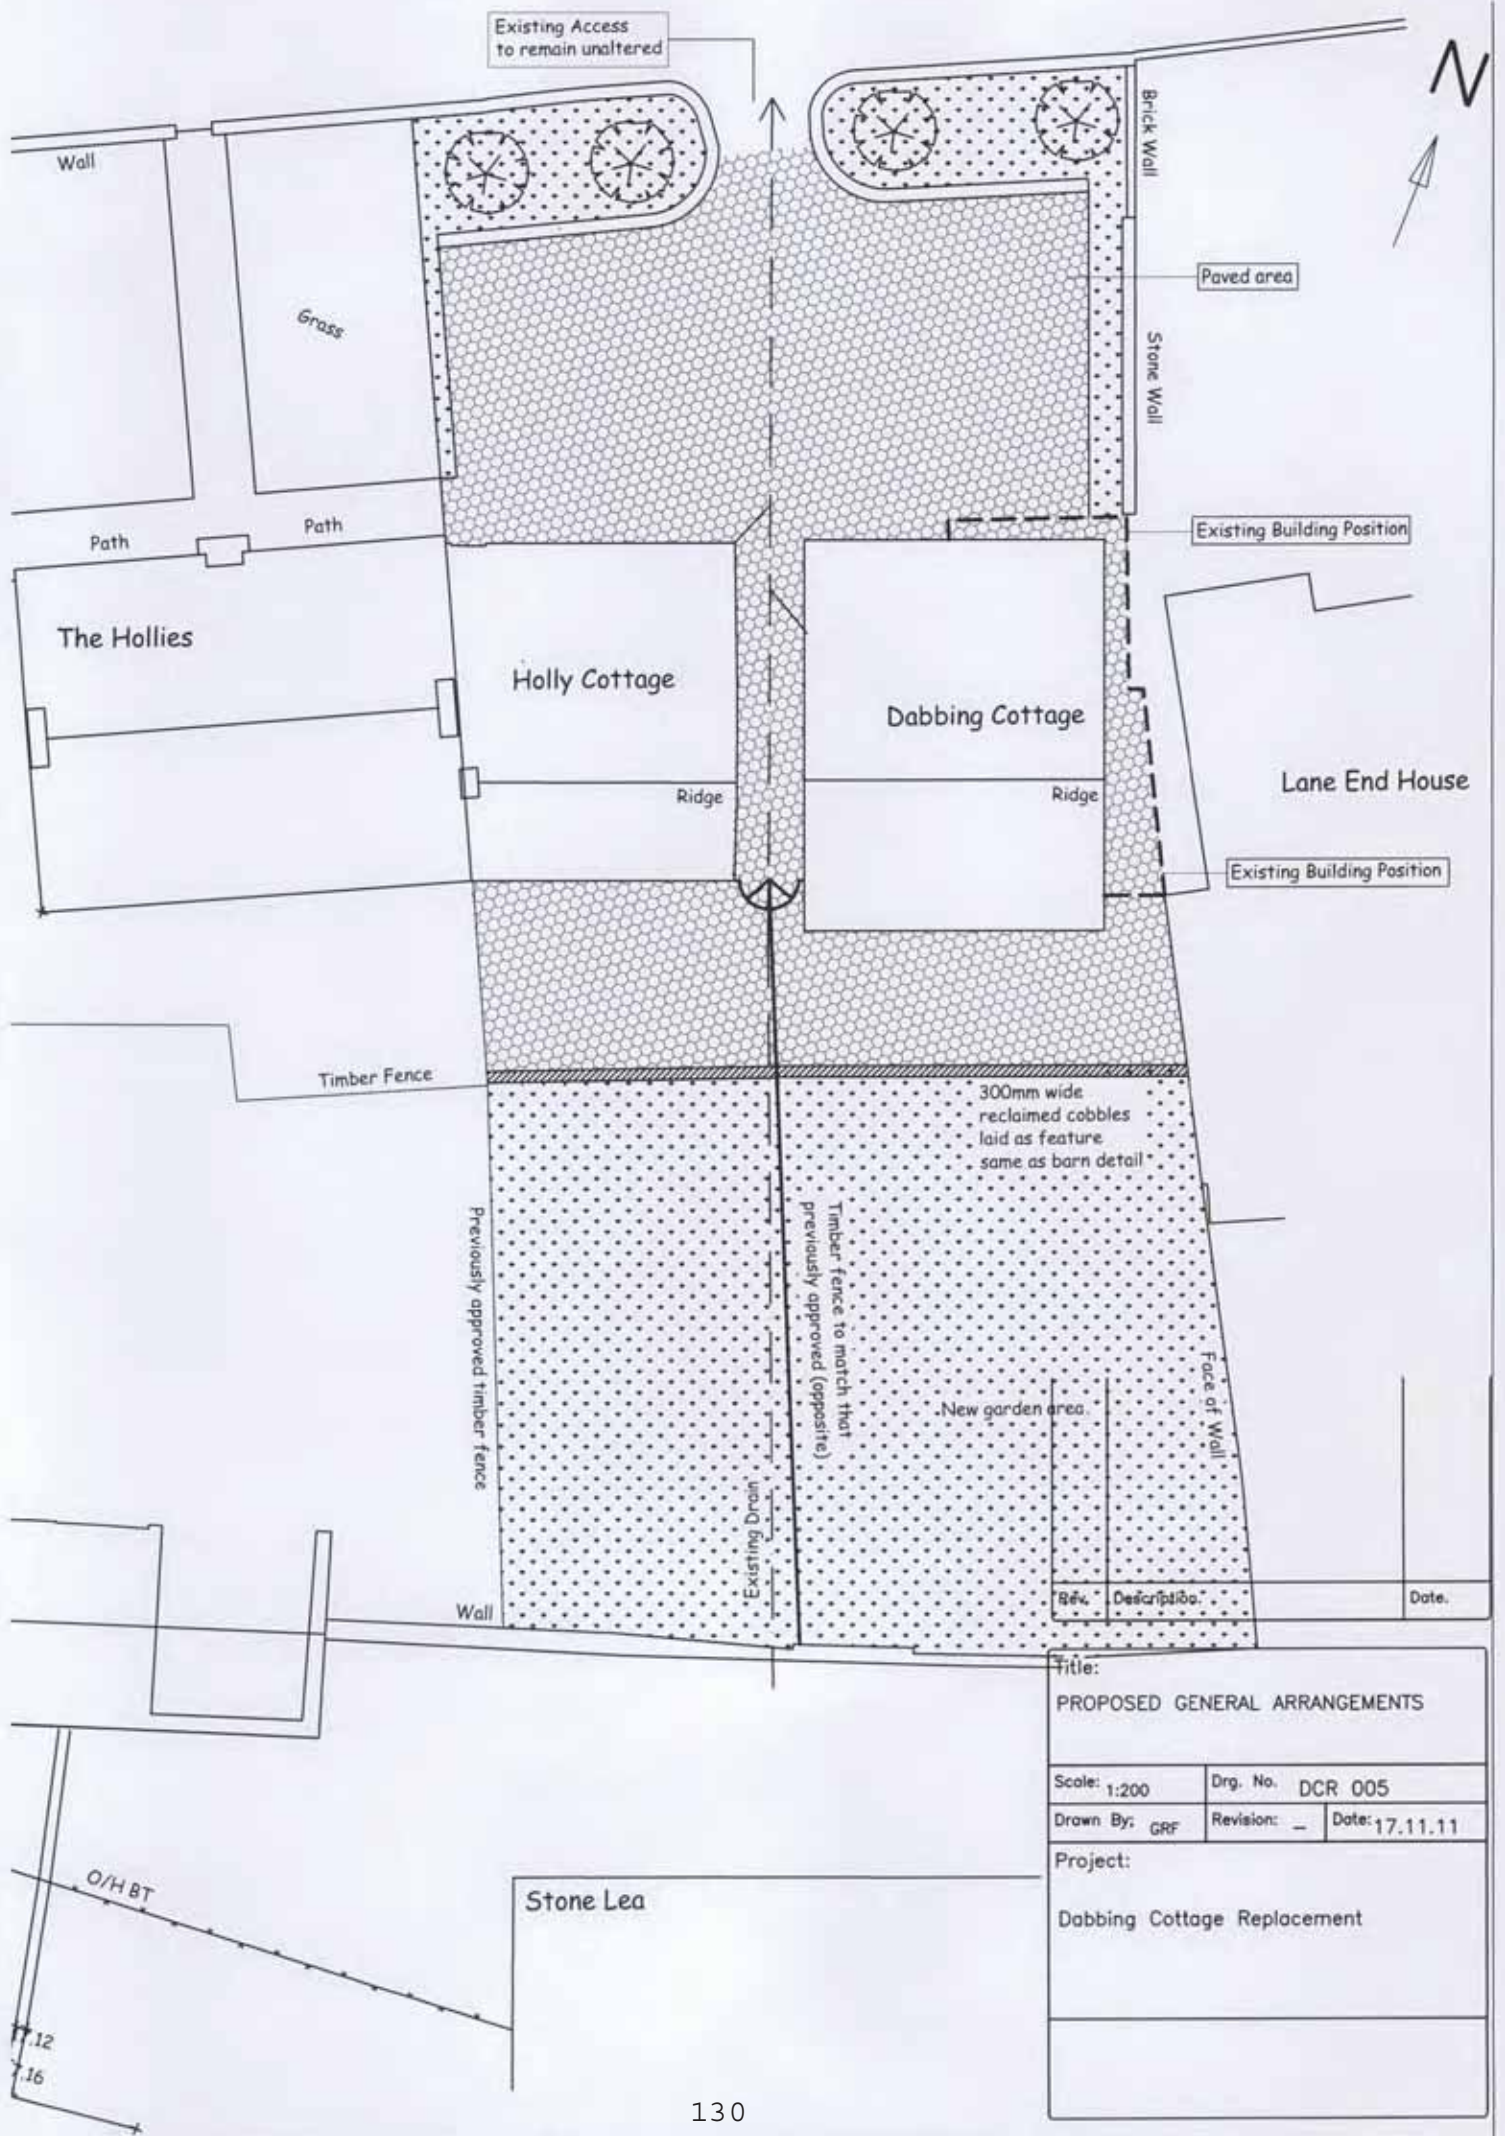 Existing Access
to remain unaltered
N
Wall
Brick Wall
Grass
Paved area
Stone Wall
Path
Path
Existing Building Position
The Hollies
Holly Cottage
Dabbing Cottage
Lane End House
Ridge
Ridge
Existing Building Position
Timber Fence
300mm wide
reclaimed cobbles
laid as feature
same as barn detail
Previously approved timber fence
Timber fence to match that
previously approved (opposite)
Existing Drain
New garden area
Face of Wall
Wall
Rev.
Description.
Date.
Title:
PROPOSED GENERAL ARRANGEMENTS
Scale: 1:200
Drg. No. DCR 005
Drawn By: GRF
Revision: –
Date: 17.11.11
Project:
Dabbing Cottage Replacement
O/H BT
Stone Lea
.12
.16
130